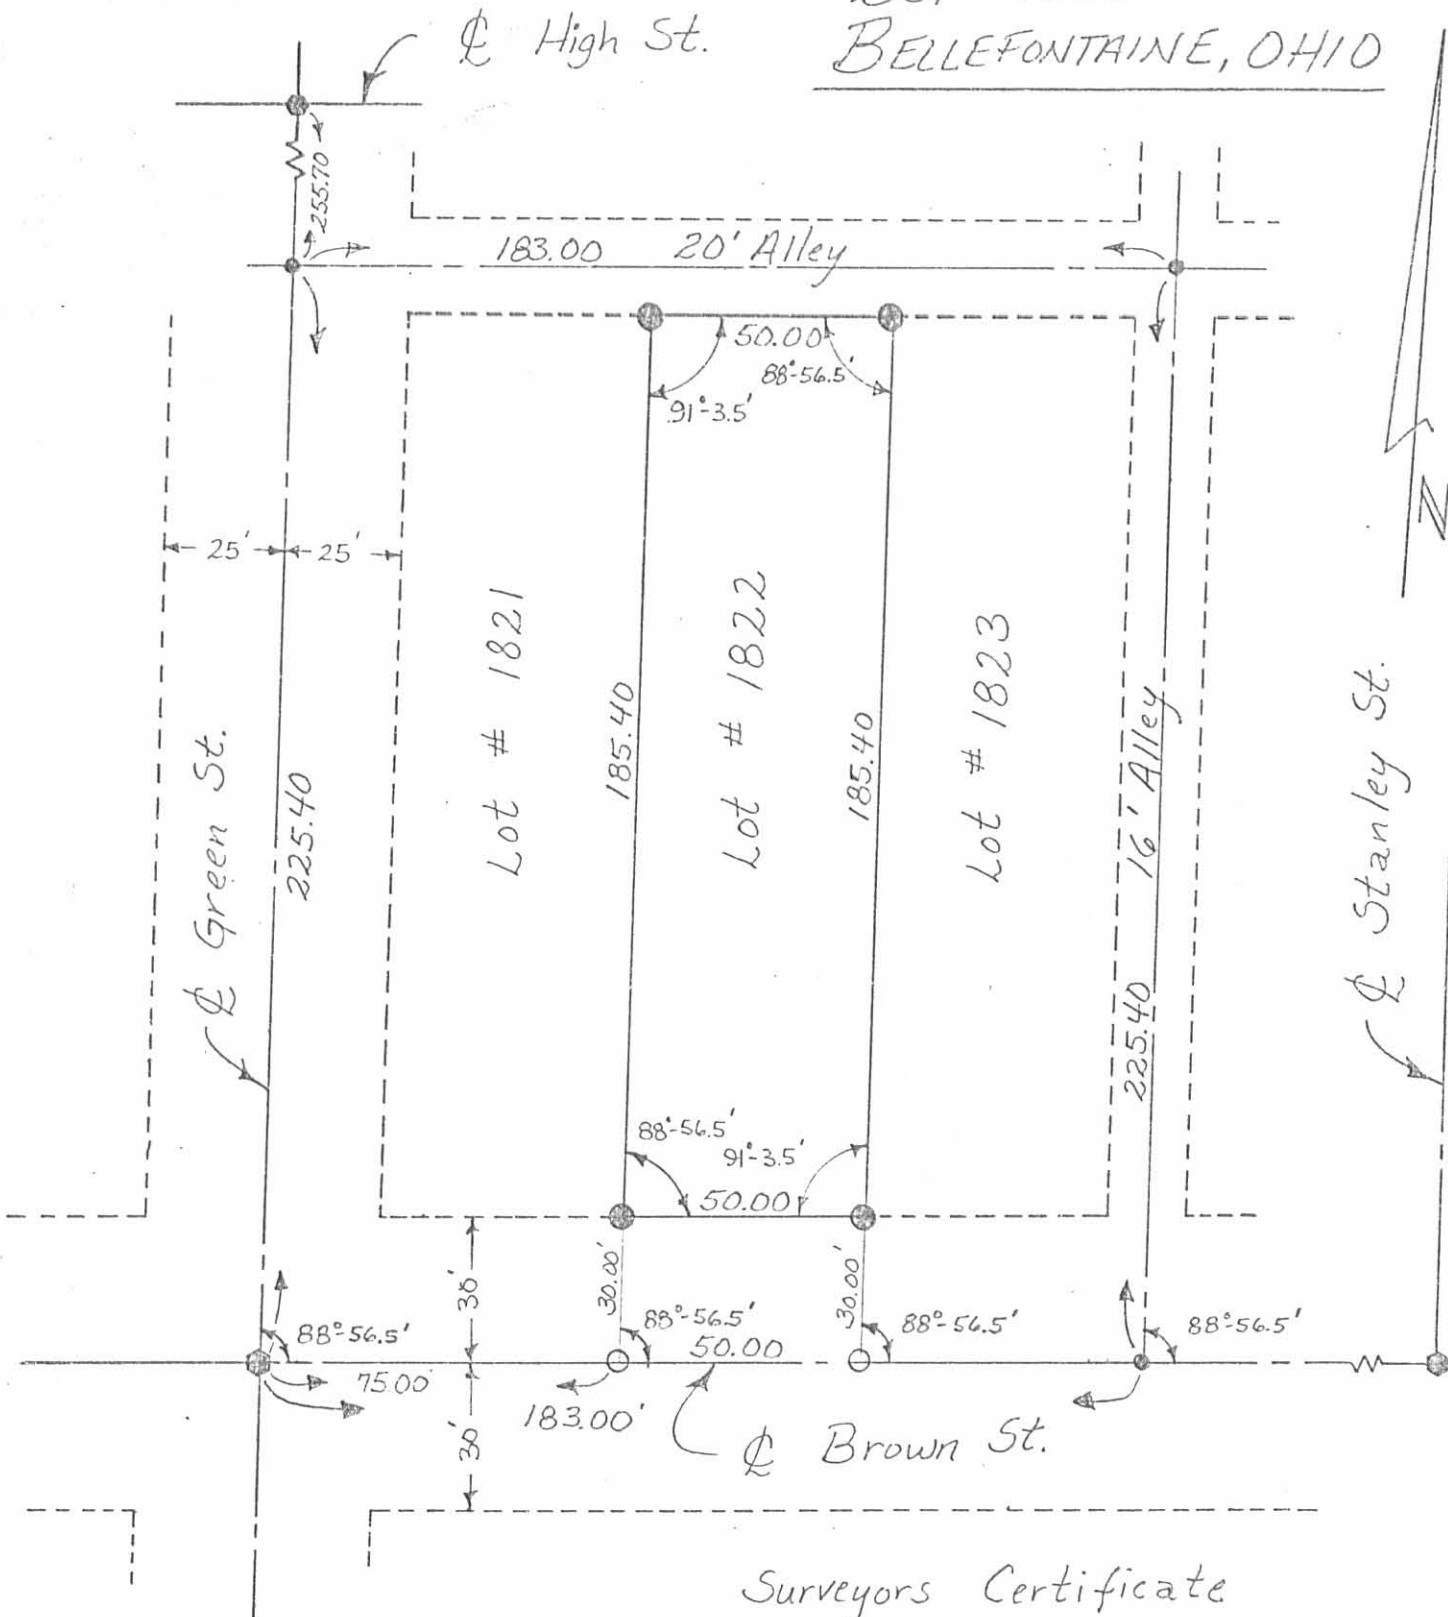 ℄ High St.
BELLEFONTAINE, OHIO
255.70
183.00 20' Alley
50.00
88°-56.5'
91°-3.5'
25' 25'
Lot # 1821
Lot # 1822
Lot # 1823
185.40
185.40
℄ Green St.
225.40
16' Alley
225.40
℄ Stanley St.
N
88°-56.5'
91°-3.5'
50.00
30'
30.00'
30.00'
88°-56.5'
88°-56.5'
88°-56.5'
88°-56.5'
50.00
75.00
183.00'
30'
℄ Brown St.
Surveyors Certificate